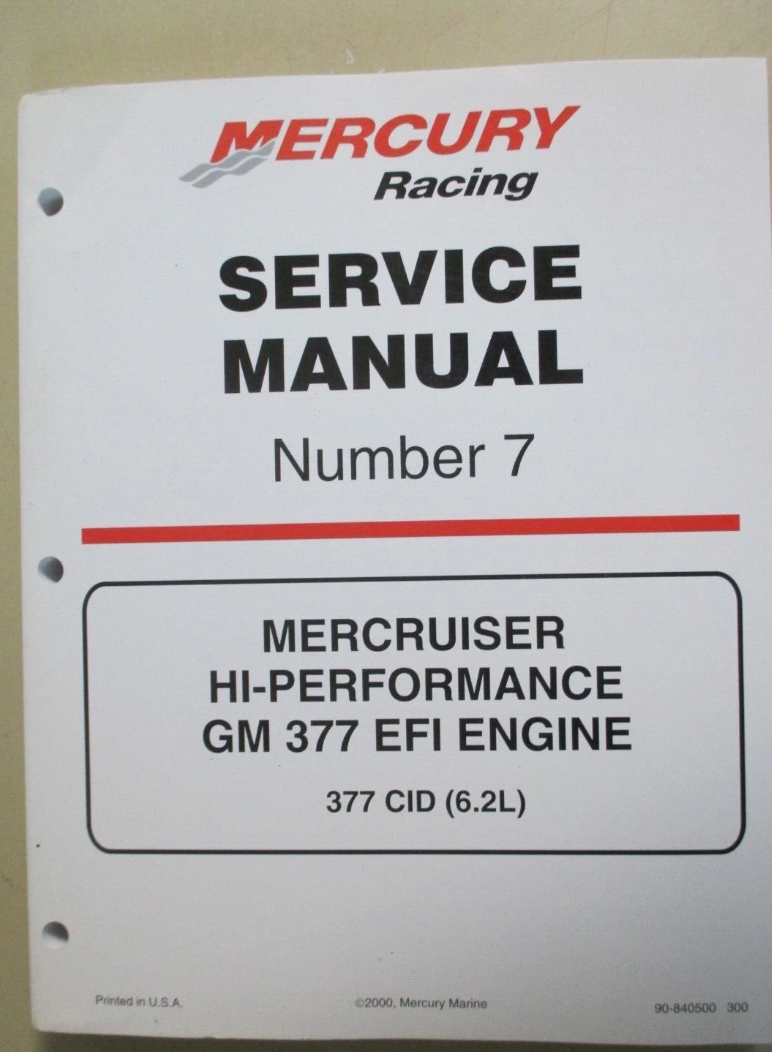 MERCURY
Racing
SERVICE
MANUAL
Number 7
MERCRUISER
HI-PERFORMANCE
GM 377 EFI ENGINE
377 CID (6.2L)
Printed in U.S.A. ©2000, Mercury Marine 90-840500 300